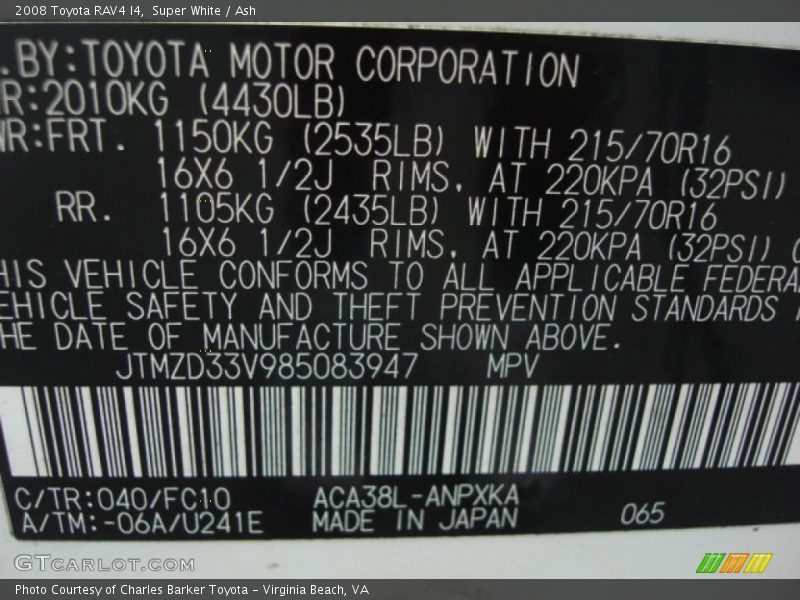 2008 Toyota RAV4 I4, Super White / Ash
.BY:TOYOTA MOTOR CORPORATION
R:2010KG (4430LB)
WR:FRT. 1150KG (2535LB) WITH 215/70R16
16X6 1/2J RIMS, AT 220KPA (32PSI)
RR. 1105KG (2435LB) WITH 215/70R16
16X6 1/2J RIMS, AT 220KPA (32PSI) (
HIS VEHICLE CONFORMS TO ALL APPLICABLE FEDERA
EHICLE SAFETY AND THEFT PREVENTION STANDARDS
HE DATE OF MANUFACTURE SHOWN ABOVE.
JTMZD33V985083947 MPV
C/TR:040/FC10 ACA38L-ANPXKA
A/TM:-06A/U241E MADE IN JAPAN 065
GTCARLOT.COM
Photo Courtesy of Charles Barker Toyota - Virginia Beach, VA